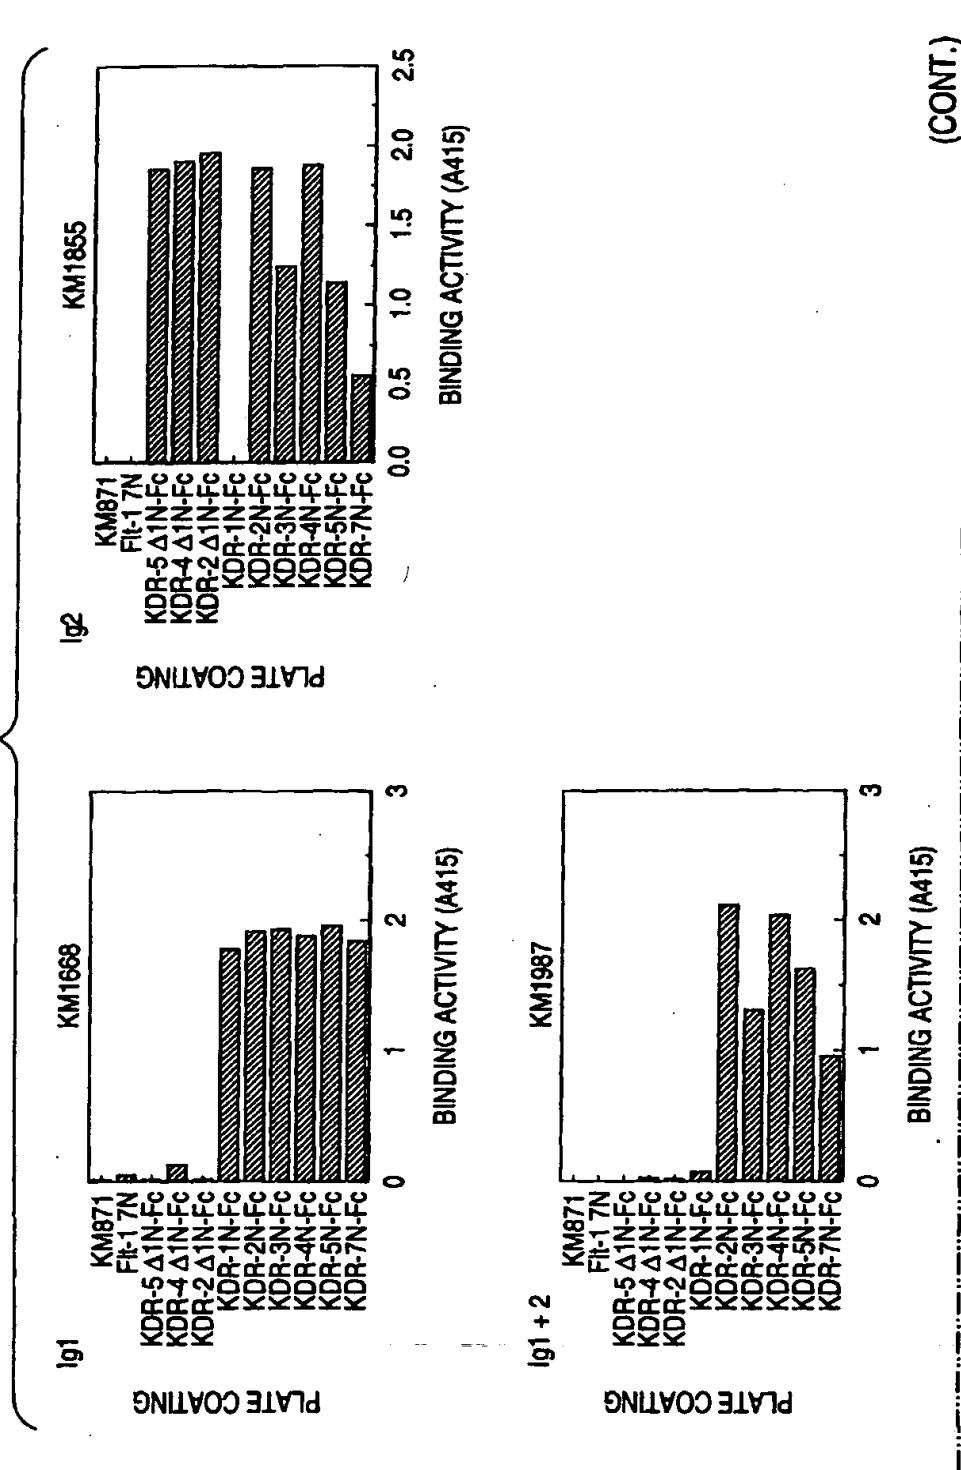 Ig1
KM1668
PLATE COATING
KM871
Flt-1 7N
KDR-5 Δ1N-Fc
KDR-4 Δ1N-Fc
KDR-2 Δ1N-Fc
KDR-1N-Fc
KDR-2N-Fc
KDR-3N-Fc
KDR-4N-Fc
KDR-5N-Fc
KDR-7N-Fc
0 1 2 3
BINDING ACTIVITY (A415)
Ig2
KM1855
PLATE COATING
KM871
Flt-1 7N
KDR-5 Δ1N-Fc
KDR-4 Δ1N-Fc
KDR-2 Δ1N-Fc
KDR-1N-Fc
KDR-2N-Fc
KDR-3N-Fc
KDR-4N-Fc
KDR-5N-Fc
KDR-7N-Fc
0.0 0.5 1.0 1.5 2.0 2.5
BINDING ACTIVITY (A415)
Ig1 + 2
KM1987
PLATE COATING
KM871
Flt-1 7N
KDR-5 Δ1N-Fc
KDR-4 Δ1N-Fc
KDR-2 Δ1N-Fc
KDR-1N-Fc
KDR-2N-Fc
KDR-3N-Fc
KDR-4N-Fc
KDR-5N-Fc
KDR-7N-Fc
0 1 2 3
BINDING ACTIVITY (A415)
(CONT.)